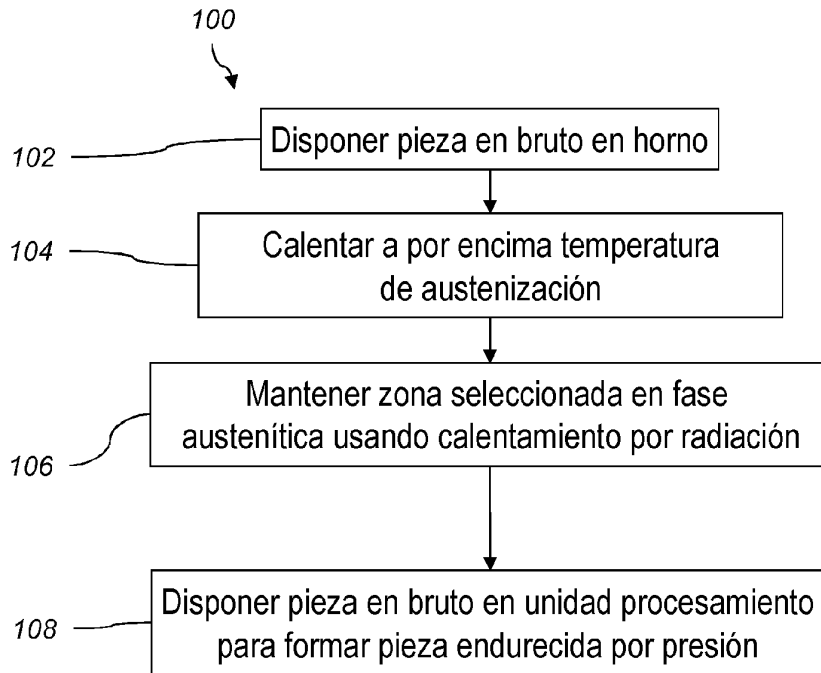 100
102
Disponer pieza en bruto en horno
104
Calentar a por encima temperatura
de austenización
106
Mantener zona seleccionada en fase
austenítica usando calentamiento por radiación
108
Disponer pieza en bruto en unidad procesamiento
para formar pieza endurecida por presión